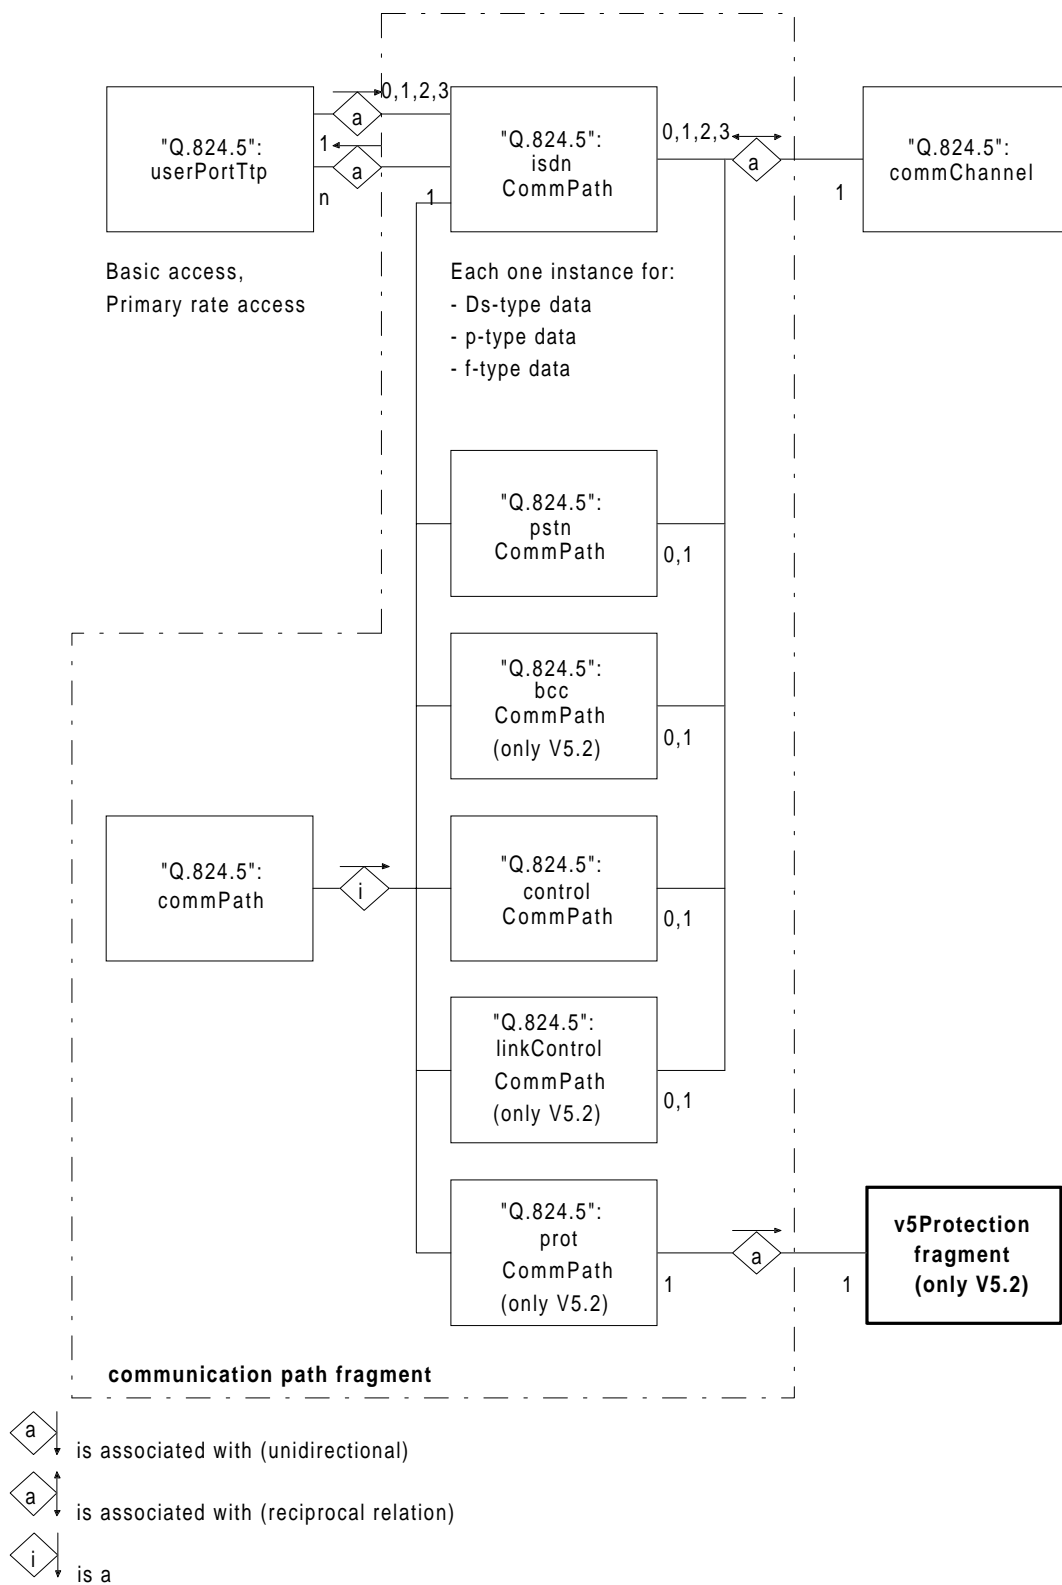 0,1,2,3
a
"Q.824.5":
userPortTtp
1
a
n
1
"Q.824.5":
isdn
CommPath
0,1,2,3
a
1
"Q.824.5":
commChannel
Basic access,
Primary rate access
Each one instance for:
- Ds-type data
- p-type data
- f-type data
"Q.824.5":
pstn
CommPath
0,1
"Q.824.5":
bcc
CommPath
(only V5.2)
0,1
"Q.824.5":
commPath
i
"Q.824.5":
control
CommPath
0,1
"Q.824.5":
linkControl
CommPath
(only V5.2)
0,1
"Q.824.5":
prot
CommPath
(only V5.2)
1
a
1
v5Protection
fragment
(only V5.2)
communication path fragment
a
is associated with (unidirectional)
a
is associated with (reciprocal relation)
i
is a